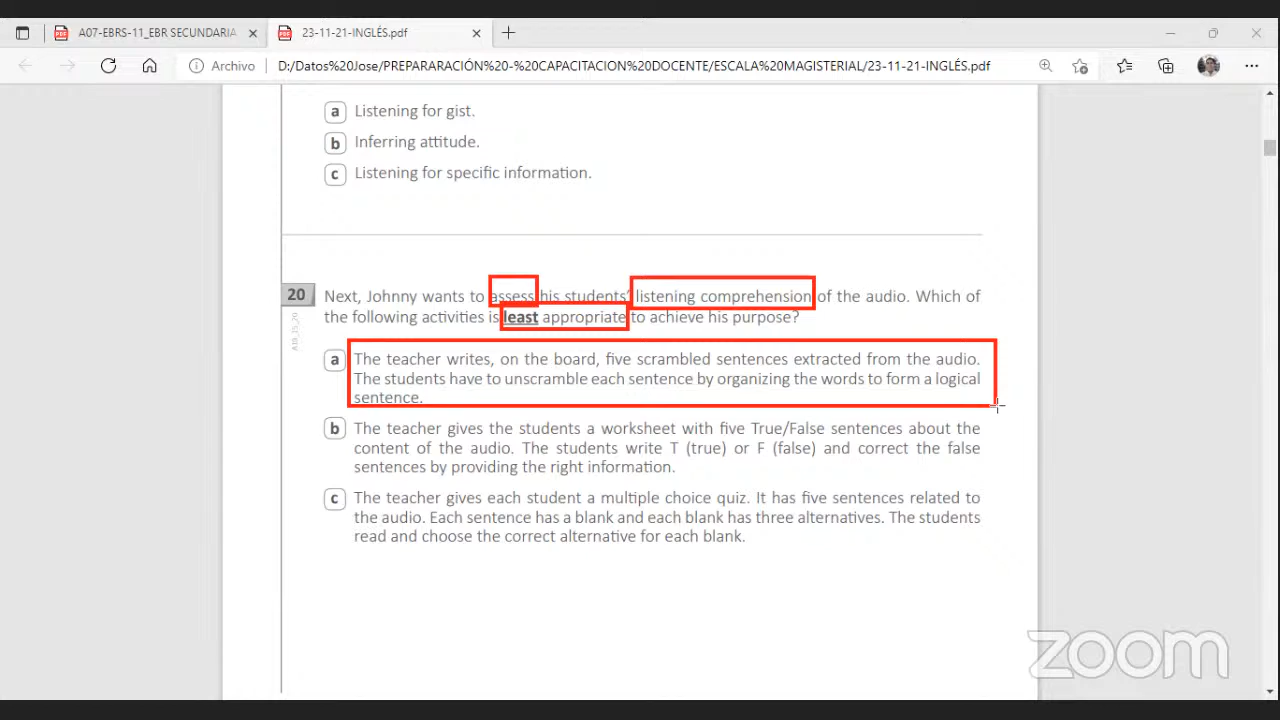 A07-EBRS-11_EBR SECUNDARIA
23-11-21-INGLÉS.pdf
Archivo
D:/Datos%20Jose/PREPARARACIÓN%20-%20CAPACITACION%20DOCENTE/ESCALA%20MAGISTERIAL/23-11-21-INGLÉS.pdf
a Listening for gist.
b Inferring attitude.
c Listening for specific information.
20 Next, Johnny wants to assess his students' listening comprehension of the audio. Which of
the following activities is least appropriate to achieve his purpose?
a The teacher writes, on the board, five scrambled sentences extracted from the audio.
The students have to unscramble each sentence by organizing the words to form a logical
sentence.
b The teacher gives the students a worksheet with five True/False sentences about the
content of the audio. The students write T (true) or F (false) and correct the false
sentences by providing the right information.
c The teacher gives each student a multiple choice quiz. It has five sentences related to
the audio. Each sentence has a blank and each blank has three alternatives. The students
read and choose the correct alternative for each blank.
zoom